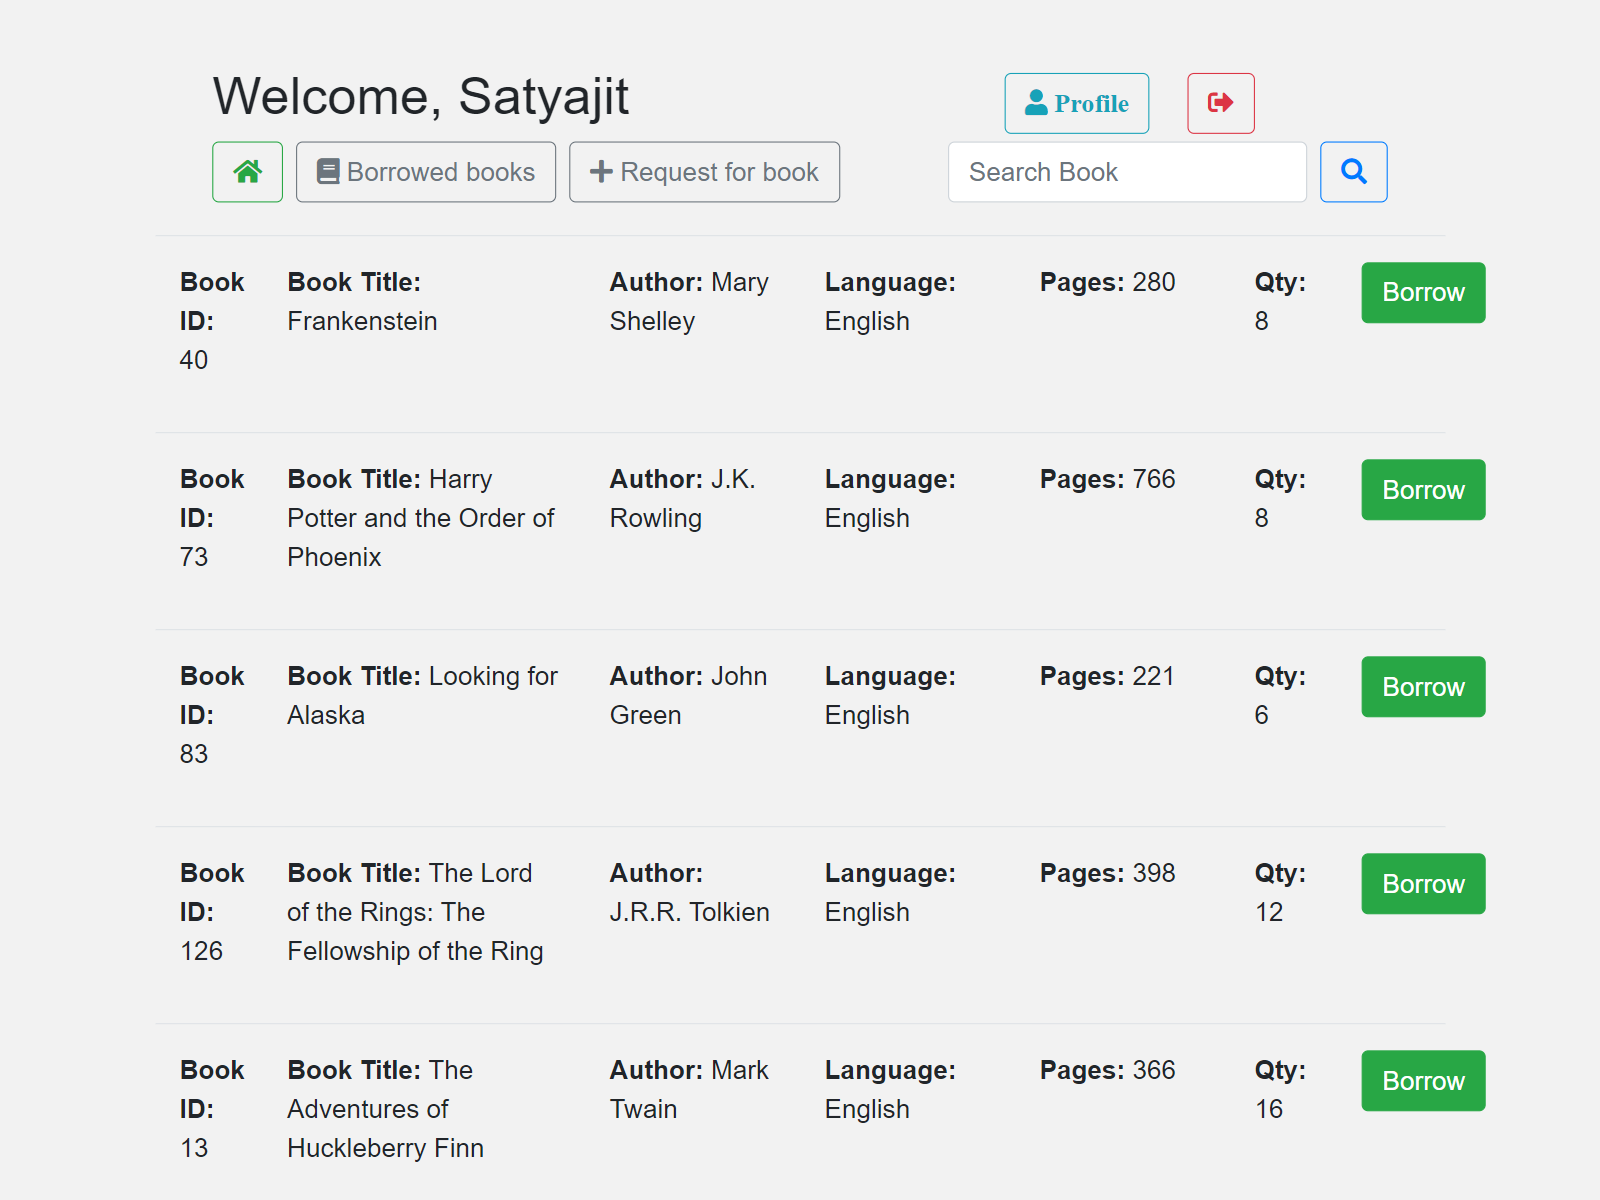 Welcome, Satyajit
Profile
Borrowed books
Request for book
Search Book
Book ID: 40
Book Title: Frankenstein
Author: Mary Shelley
Language: English
Pages: 280
Qty: 8
Borrow
Book ID: 73
Book Title: Harry Potter and the Order of Phoenix
Author: J.K. Rowling
Language: English
Pages: 766
Qty: 8
Borrow
Book ID: 83
Book Title: Looking for Alaska
Author: John Green
Language: English
Pages: 221
Qty: 6
Borrow
Book ID: 126
Book Title: The Lord of the Rings: The Fellowship of the Ring
Author: J.R.R. Tolkien
Language: English
Pages: 398
Qty: 12
Borrow
Book ID: 13
Book Title: The Adventures of Huckleberry Finn
Author: Mark Twain
Language: English
Pages: 366
Qty: 16
Borrow